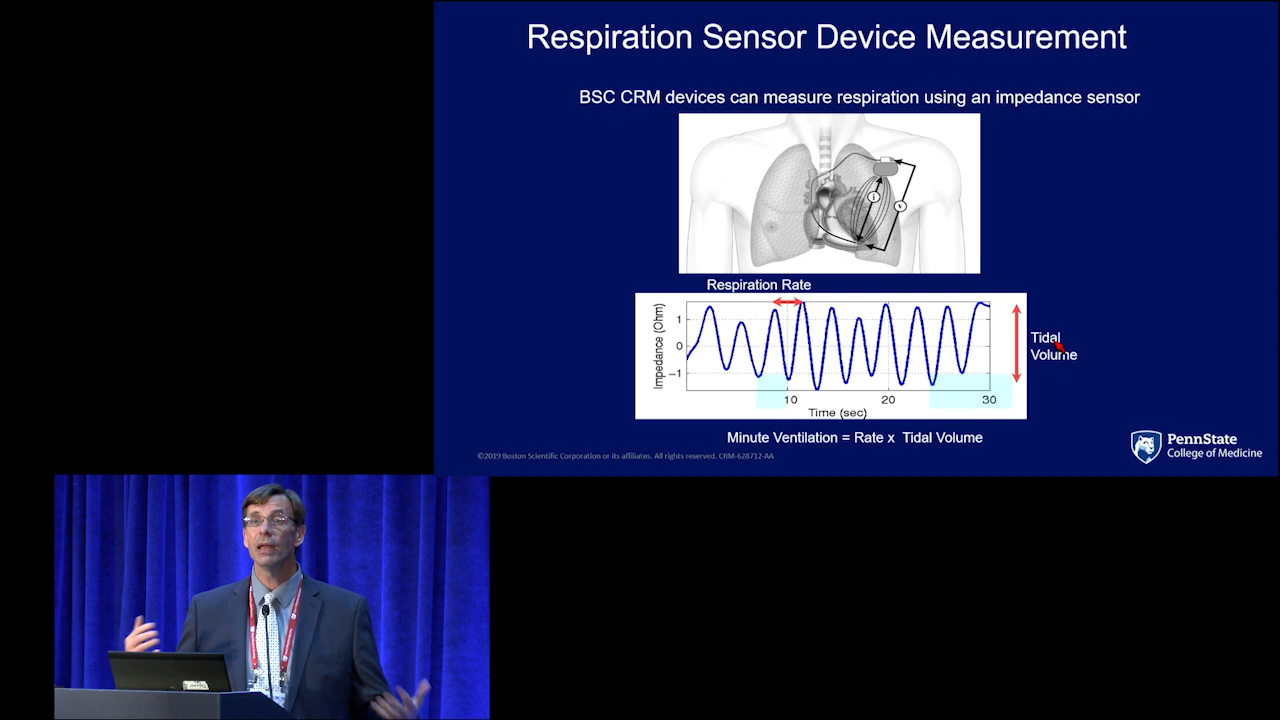 Respiration Sensor Device Measurement
BSC CRM devices can measure respiration using an impedance sensor
i
v
Respiration Rate
Impedance (Ohm)
1
0
−1
10
20
30
Time (sec)
Tidal
Volume
Minute Ventilation = Rate x Tidal Volume
©2019 Boston Scientific Corporation or its affiliates. All rights reserved. CRM-628712-AA
PennState
College of Medicine